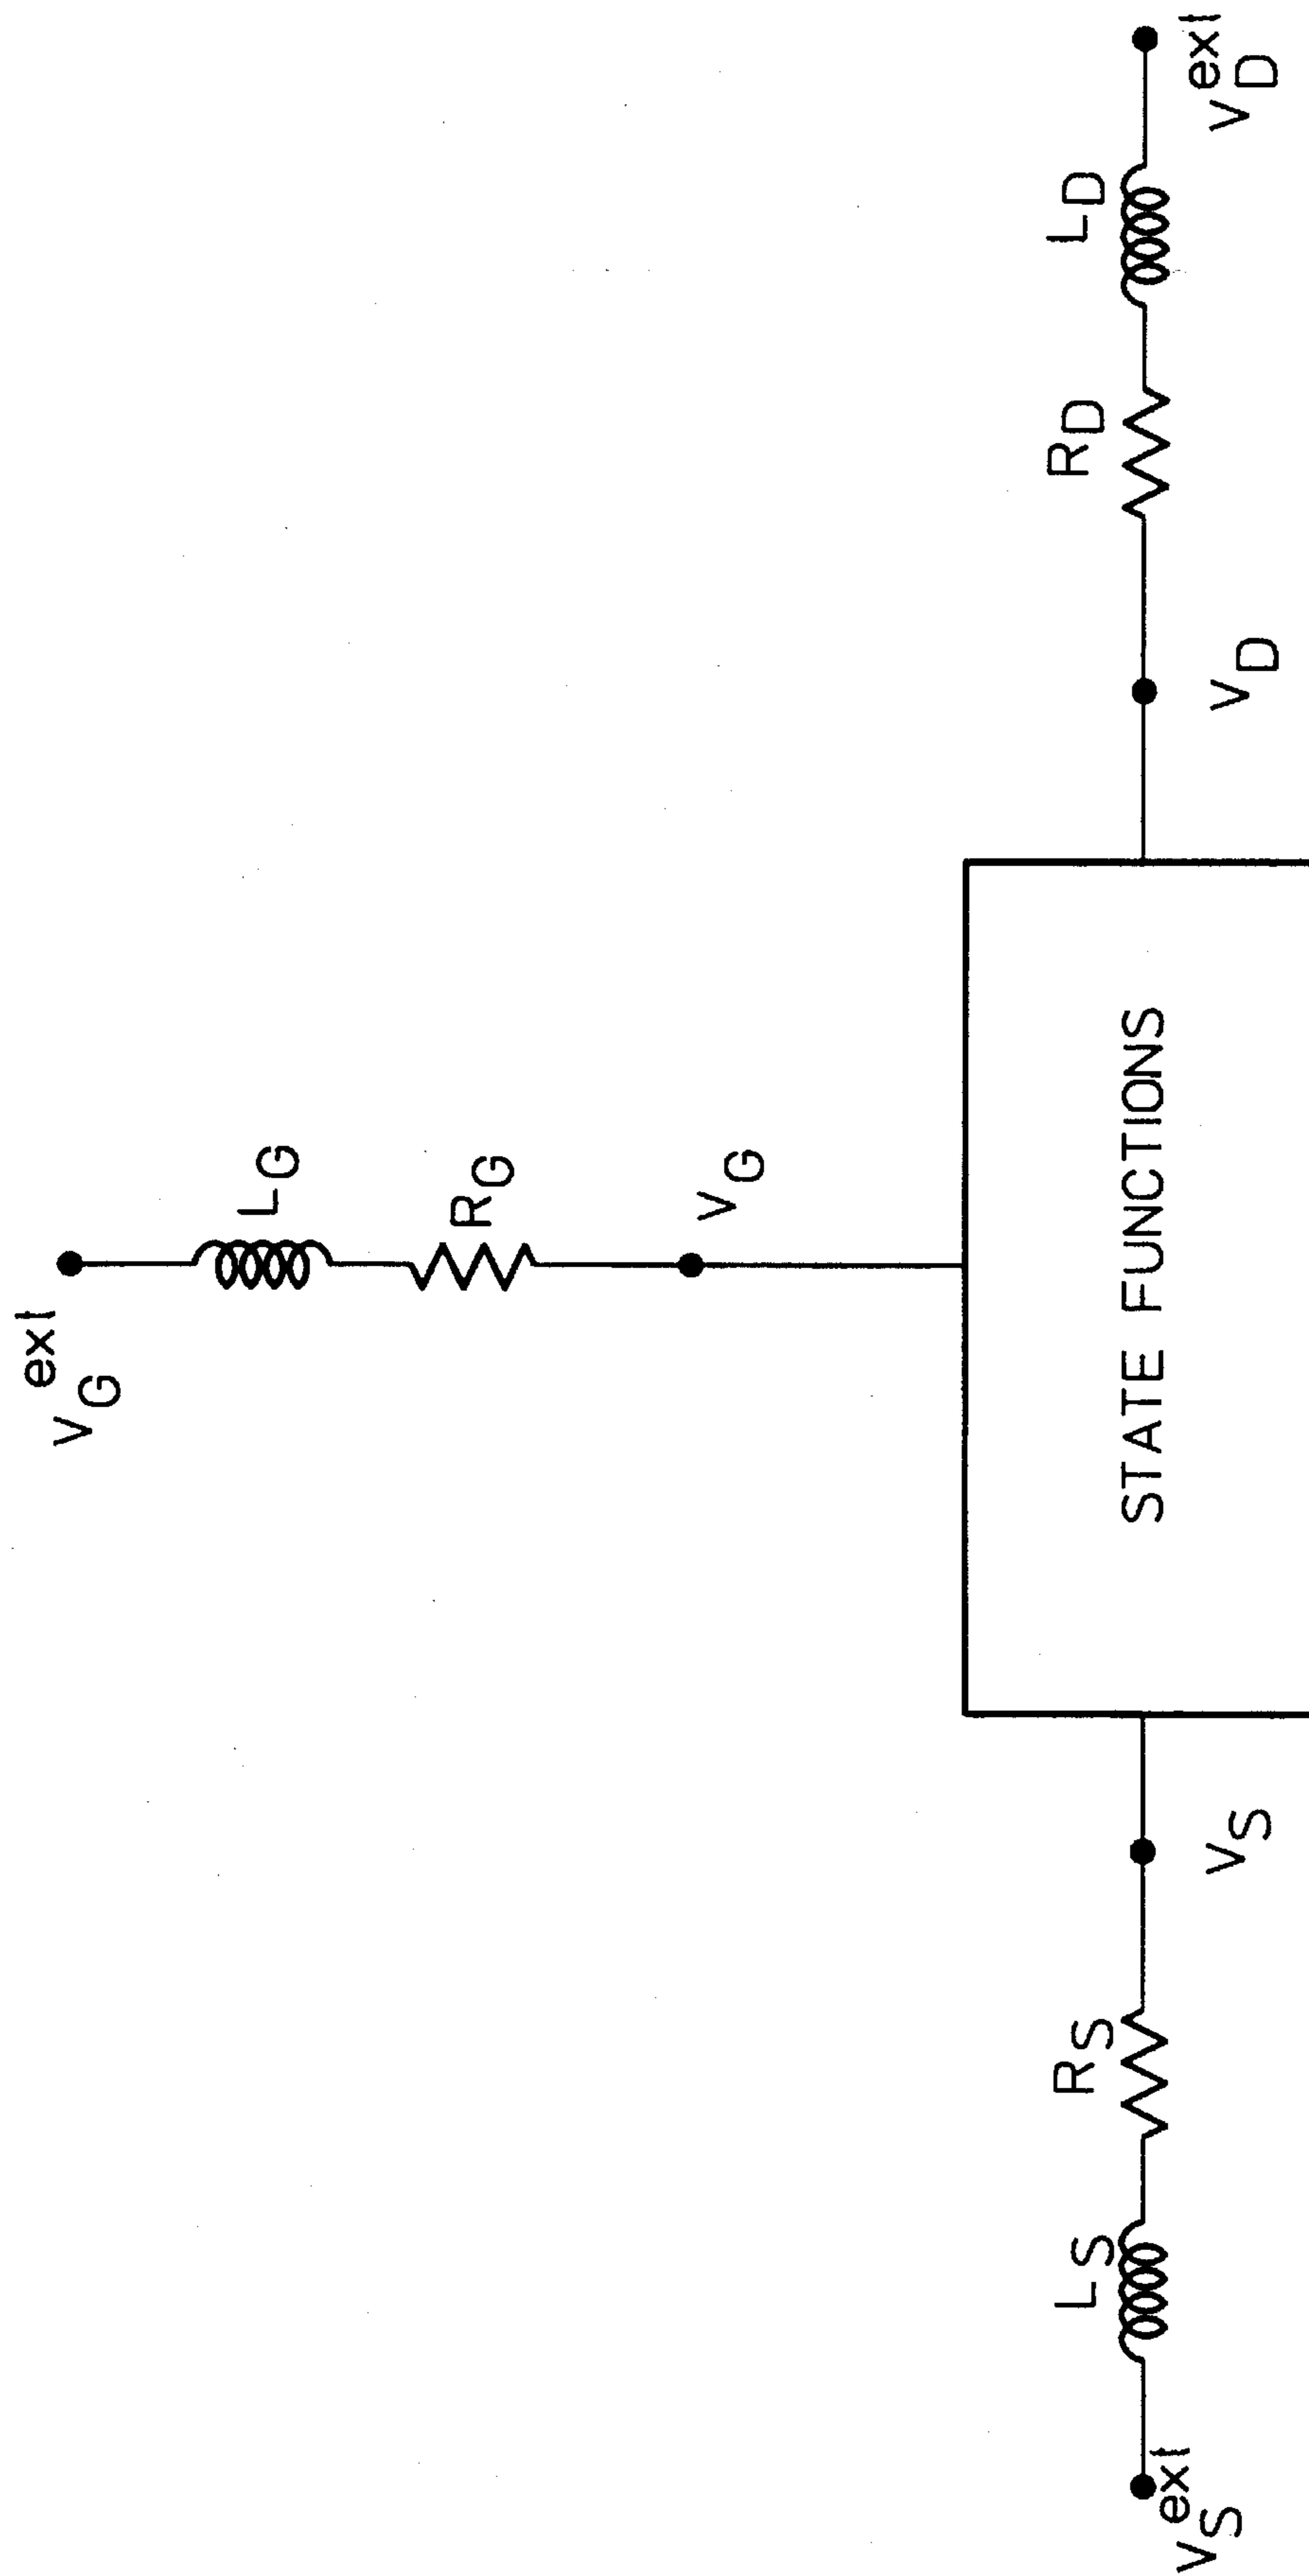 V_G^ext
L_G
R_G
V_G
V_S^ext
L_S
R_S
V_S
STATE FUNCTIONS
V_D
R_D
L_D
V_D^ext